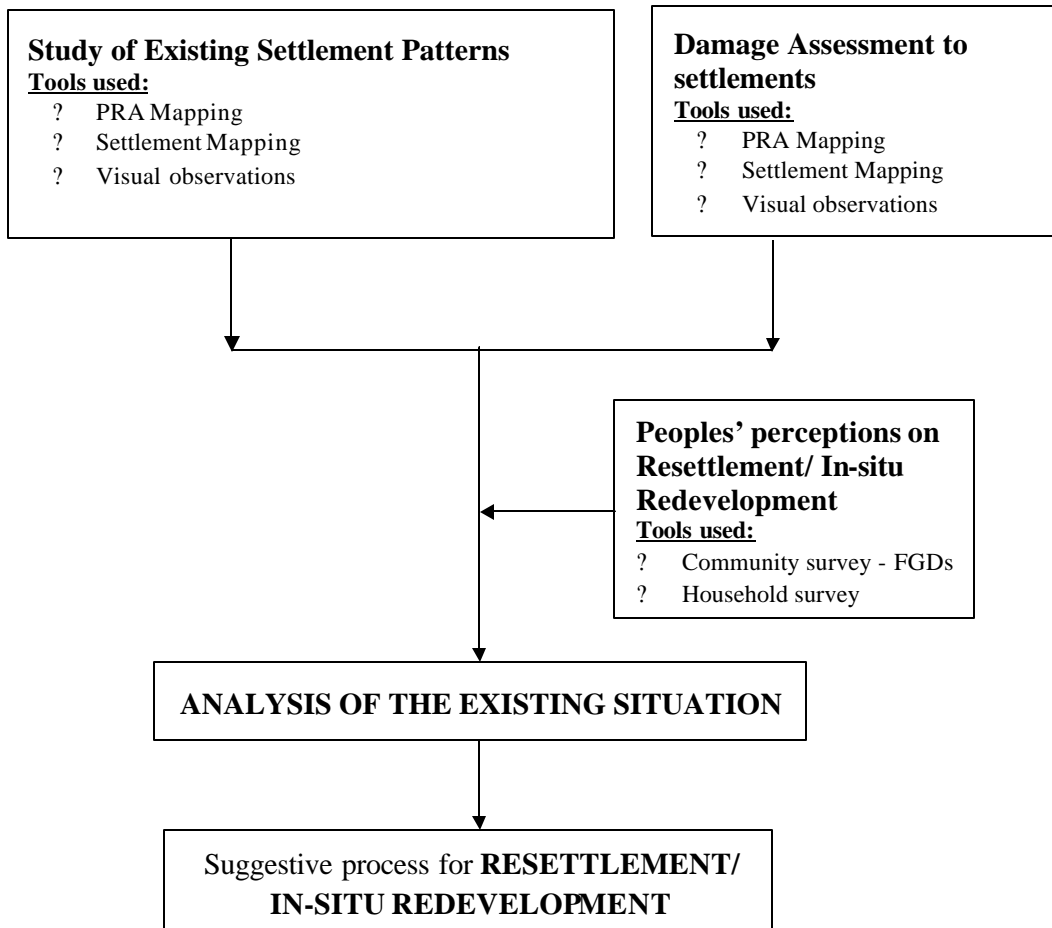 Study of Existing Settlement Patterns
Tools used:
? PRA Mapping
? Settlement Mapping
? Visual observations
Damage Assessment to
settlements
Tools used:
? PRA Mapping
? Settlement Mapping
? Visual observations
Peoples’ perceptions on
Resettlement/ In-situ
Redevelopment
Tools used:
? Community survey - FGDs
? Household survey
ANALYSIS OF THE EXISTING SITUATION
Suggestive process for RESETTLEMENT/
IN-SITU REDEVELOPMENT